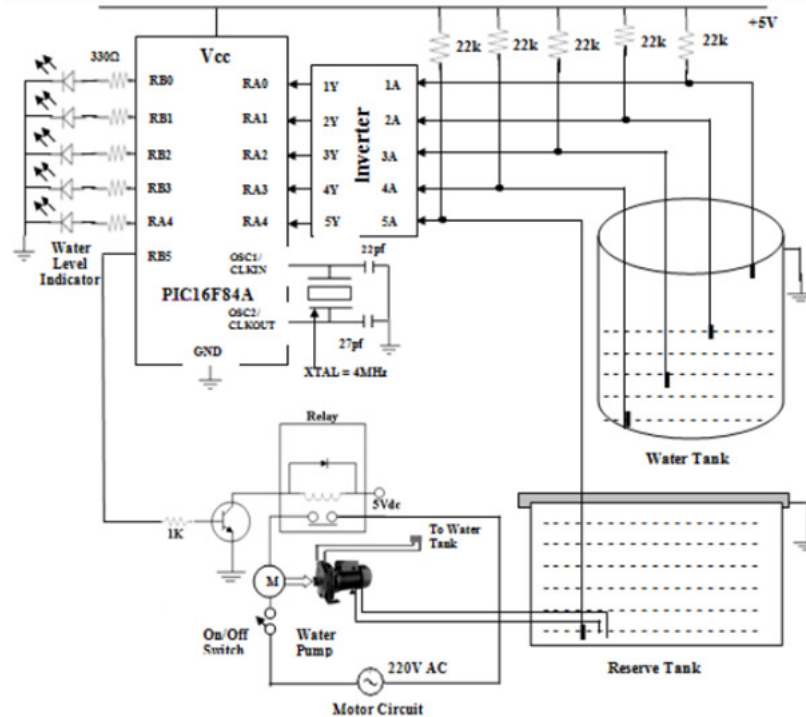 +5V
22k
22k
22k
22k
22k
330Ω
Vcc
RB0
RA0
1Y
1A
RB1
RA1
2Y
2A
RB2
RA2
3Y
3A
RB3
RA3
4Y
4A
RA4
RA4
5Y
5A
Inverter
Water
Level
Indicator
RB5
OSC1/
CLKIN
22pf
PIC16F84A
OSC2/
CLKOUT
27pf
GND
XTAL = 4MHz
Water Tank
Relay
5Vdc
1K
To Water
Tank
M
On/Off
Switch
Water
Pump
220V AC
Motor Circuit
Reserve Tank